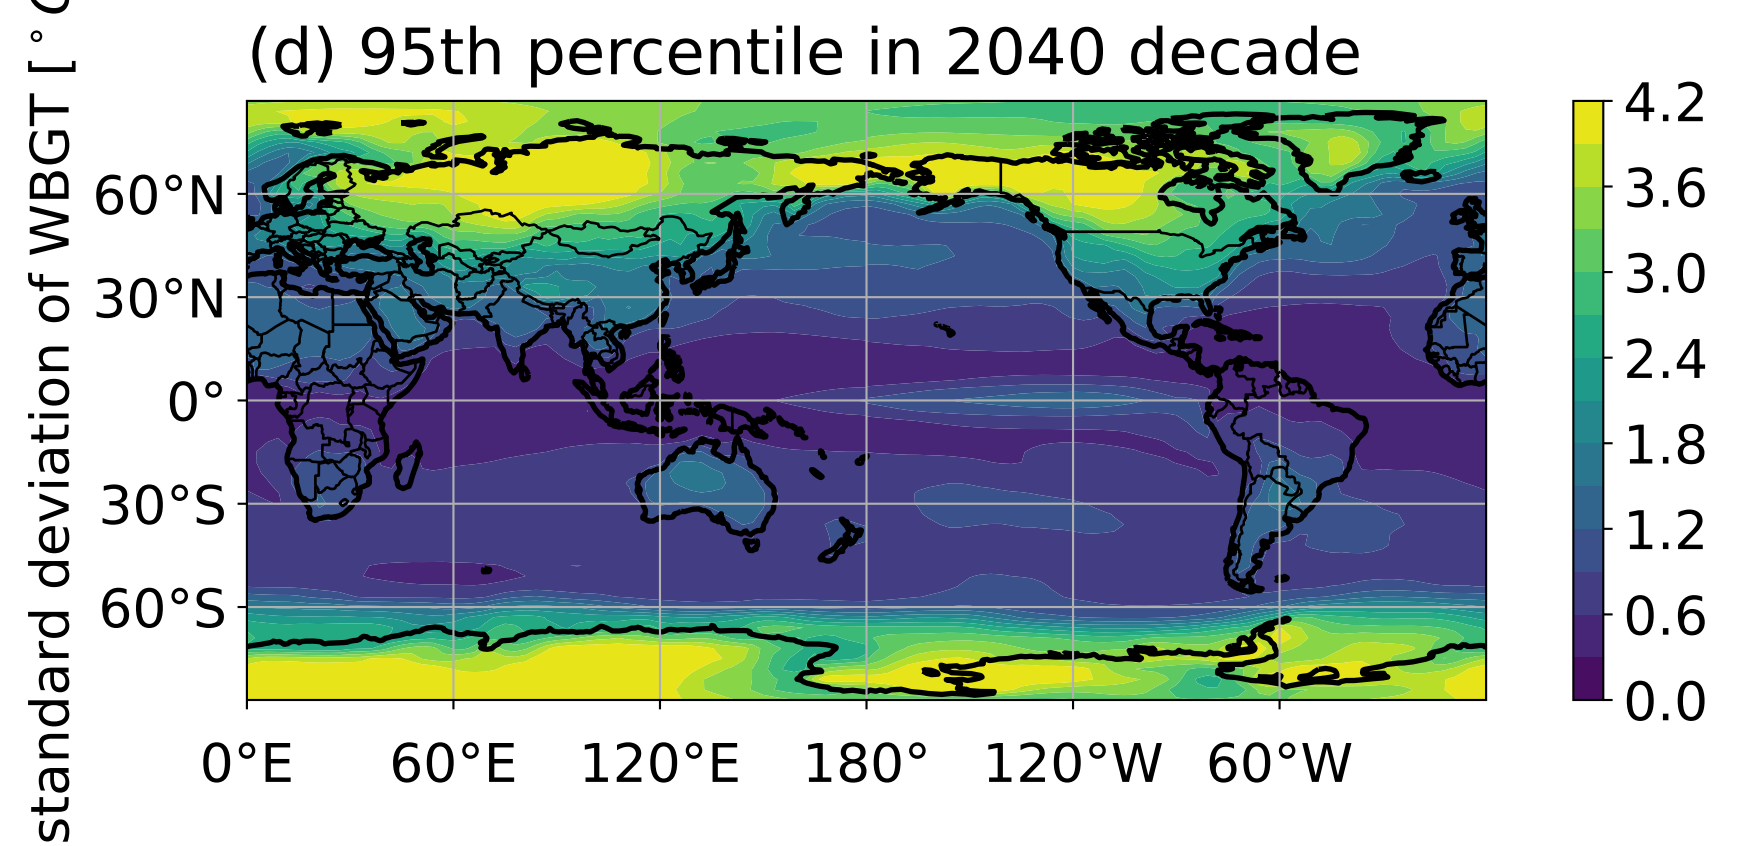 (d) 95th percentile in 2040 decade
standard deviation of WBGT [°C
60°N
30°N
0°
30°S
60°S
0°E 60°E 120°E 180° 120°W 60°W
4.2
3.6
3.0
2.4
1.8
1.2
0.6
0.0